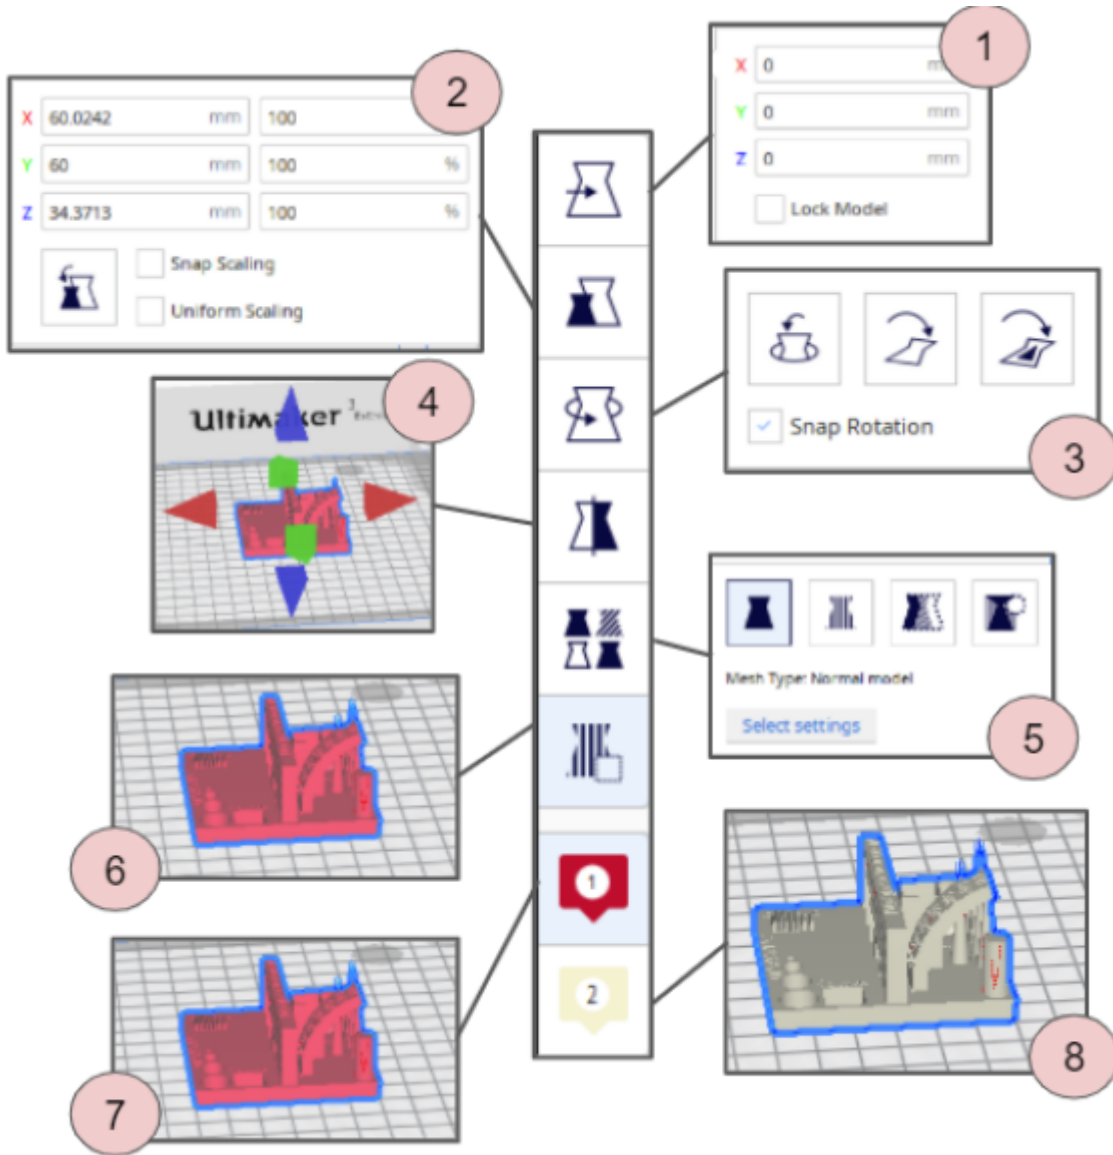 1
X 0 mm
Y 0 mm
Z 0 mm
Lock Model
2
X 60.0242 mm 100
Y 60 mm 100 %
Z 34.3713 mm 100 %
Snap Scaling
Uniform Scaling
Snap Rotation
3
Ultimaker 3
4
Mesh Type: Normal model
Select settings
5
6
1
7
2
8